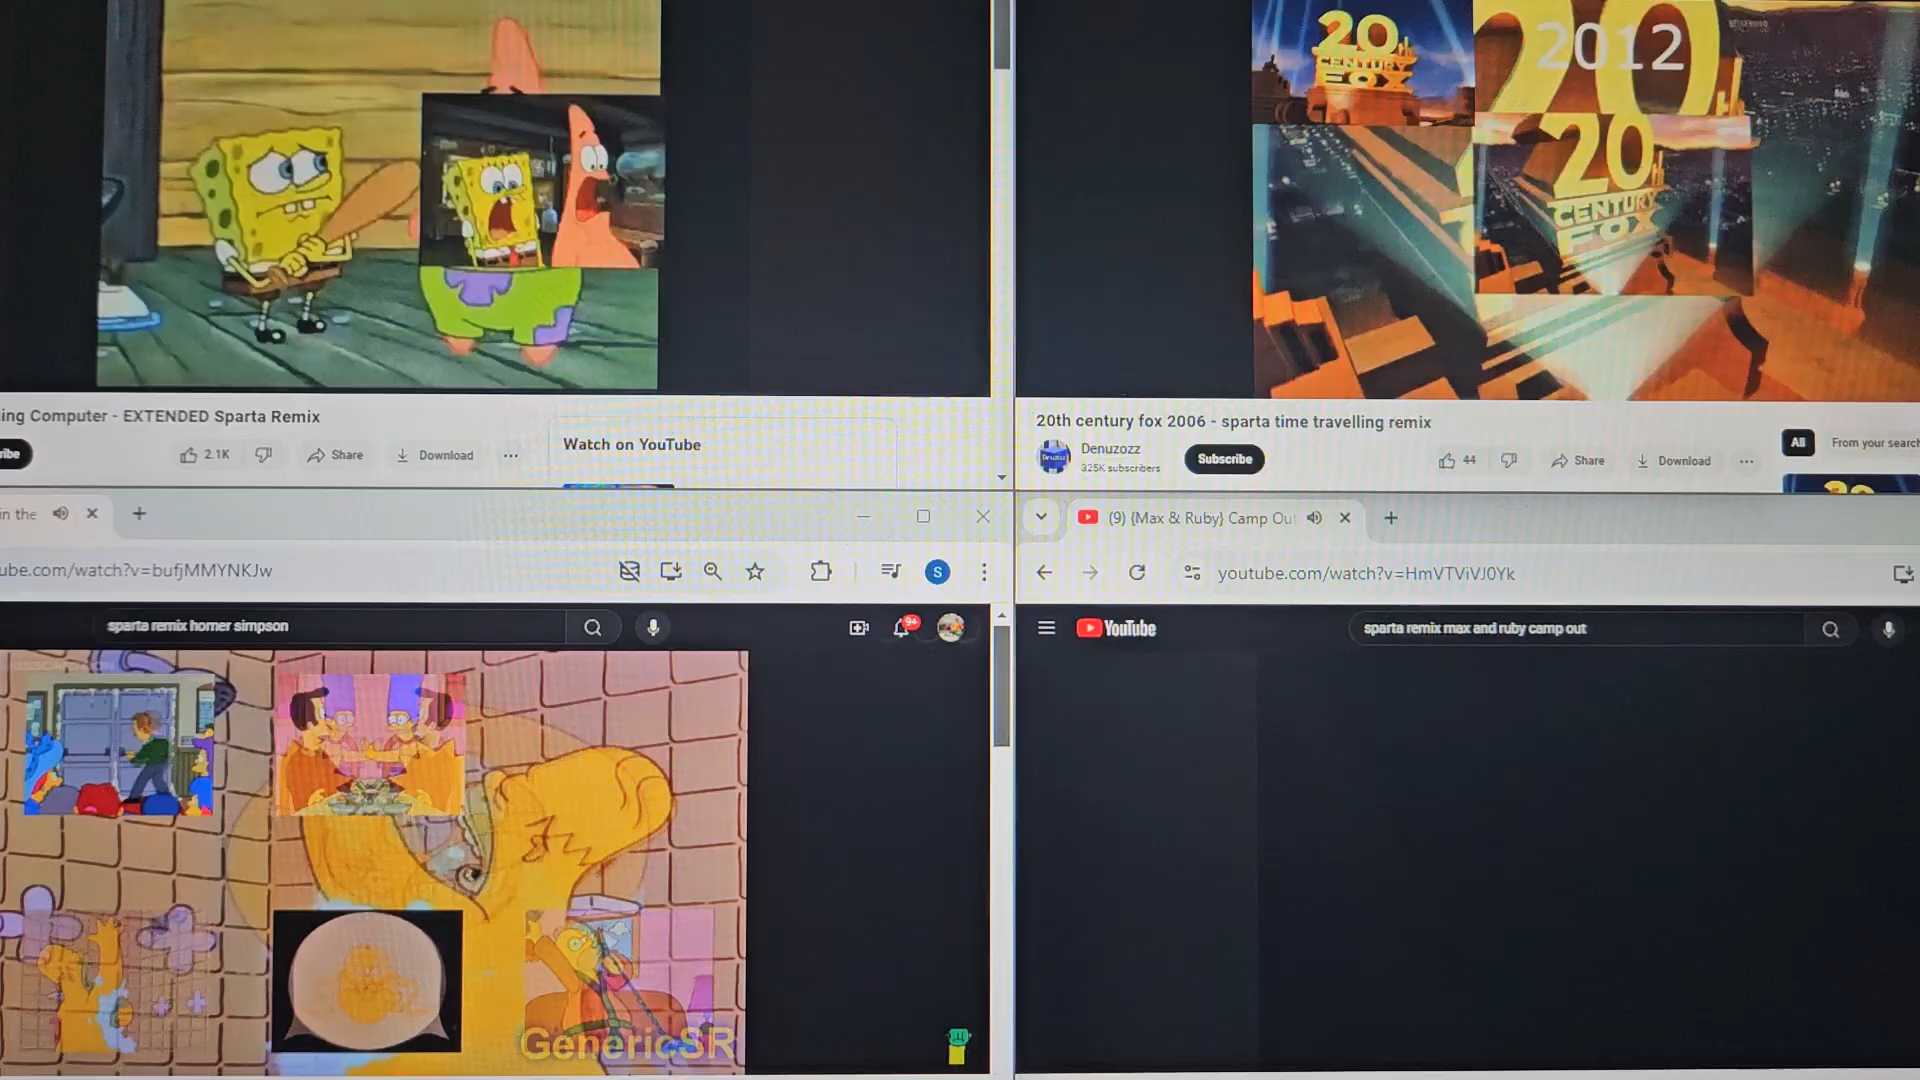 20th
CENTURY
FOX
2012
20th
CENTURY
FOX
ing Computer - EXTENDED Sparta Remix
ribe
2.1K
Share
Download
Watch on YouTube
20th century fox 2006 - sparta time travelling remix
Denuzozz
325K subscribers
Subscribe
44
Share
Download
All
From your search
in the
ube.com/watch?v=bufjMMYNKJw
S
sparta remix homer simpson
9+
GenericSR
(9) {Max & Ruby} Camp Ou
youtube.com/watch?v=HmVTViVJ0Yk
YouTube
sparta remix max and ruby camp out